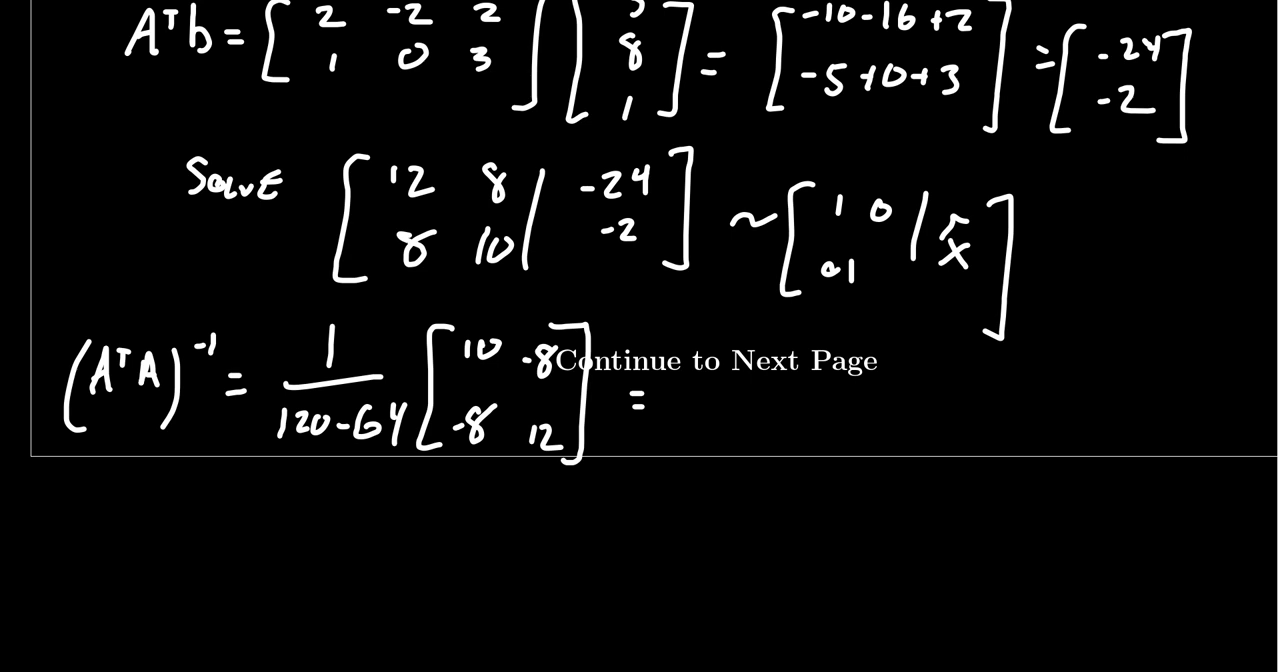 Aᵀb = [ 2 -2 2 ] [ ] = [ -10-16+2 ] = [ -24 ]
[ 1 0 3 ] [ 8 ] [ -5+0+3 ] [ -2 ]
[ 1 ]
SOLVE [ 12 8 | -24 ] ~ [ 1 0 | x̂ ]
[ 8 10 | -2 ] [ 0 1 | ]
(AᵀA)⁻¹ = 1/(120-64) [ 10 -8 ] =
[ -8 12 ]
Continue to Next Page